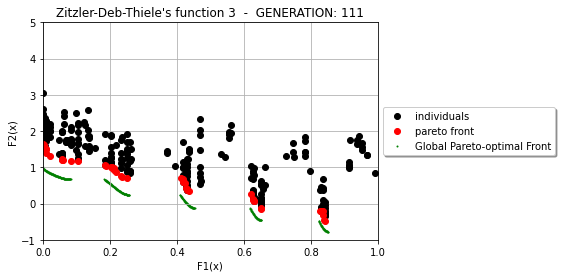 Zitzler-Deb-Thiele's function 3 - GENERATION: 111
5
4
3
2
1
0
−1
F2(x)
0.0 0.2 0.4 0.6 0.8 1.0
F1(x)
individuals
pareto front
Global Pareto-optimal Front